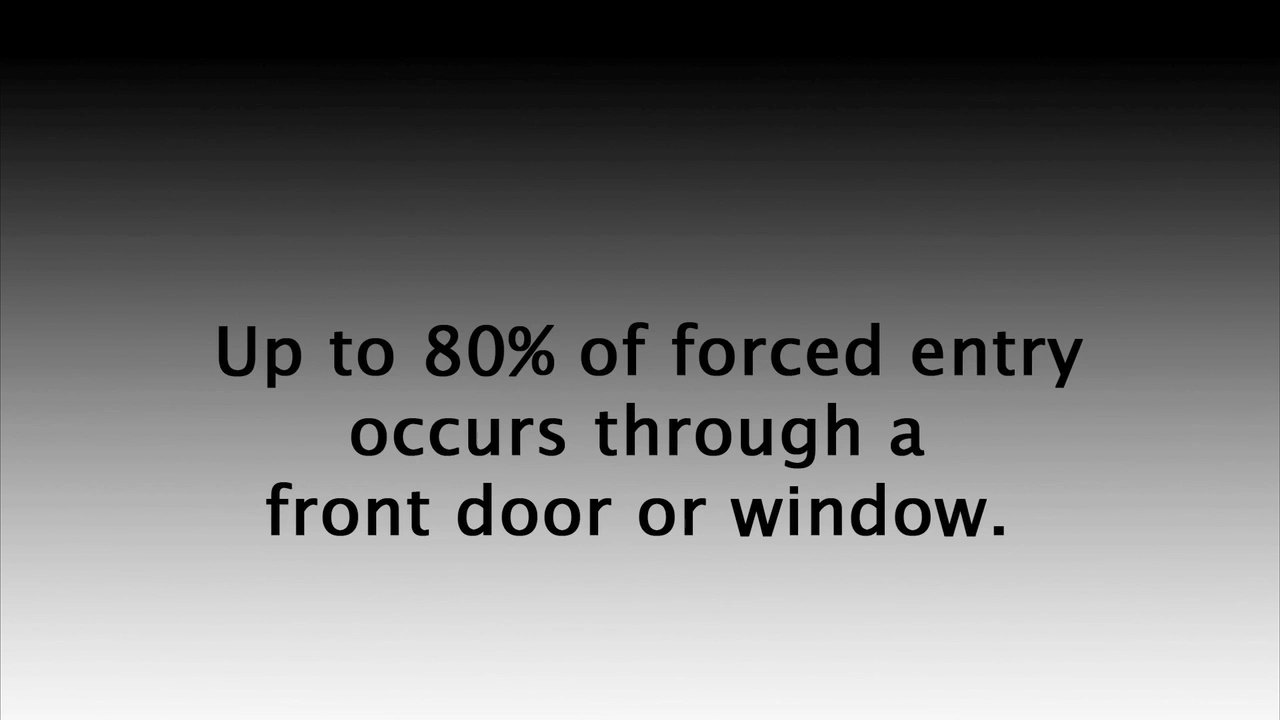 Up to 80% of forced entry
occurs through a
front door or window.